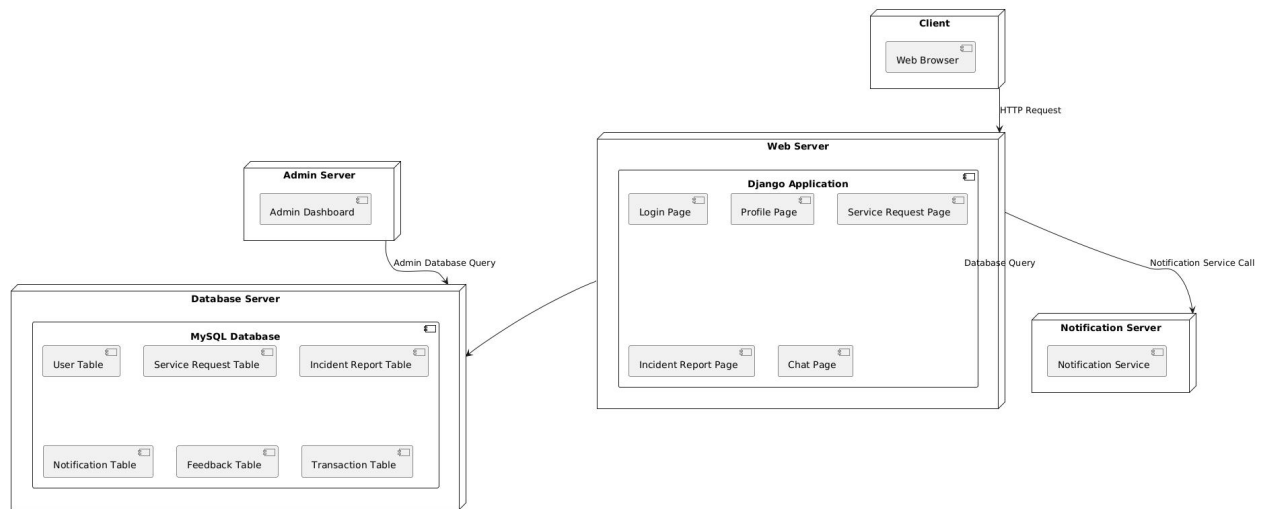 Client
Web Browser
HTTP Request
Web Server
Django Application
Login Page
Profile Page
Service Request Page
Incident Report Page
Chat Page
Admin Server
Admin Dashboard
Admin Database Query
Database Query
Notification Service Call
Database Server
MySQL Database
User Table
Service Request Table
Incident Report Table
Notification Table
Feedback Table
Transaction Table
Notification Server
Notification Service